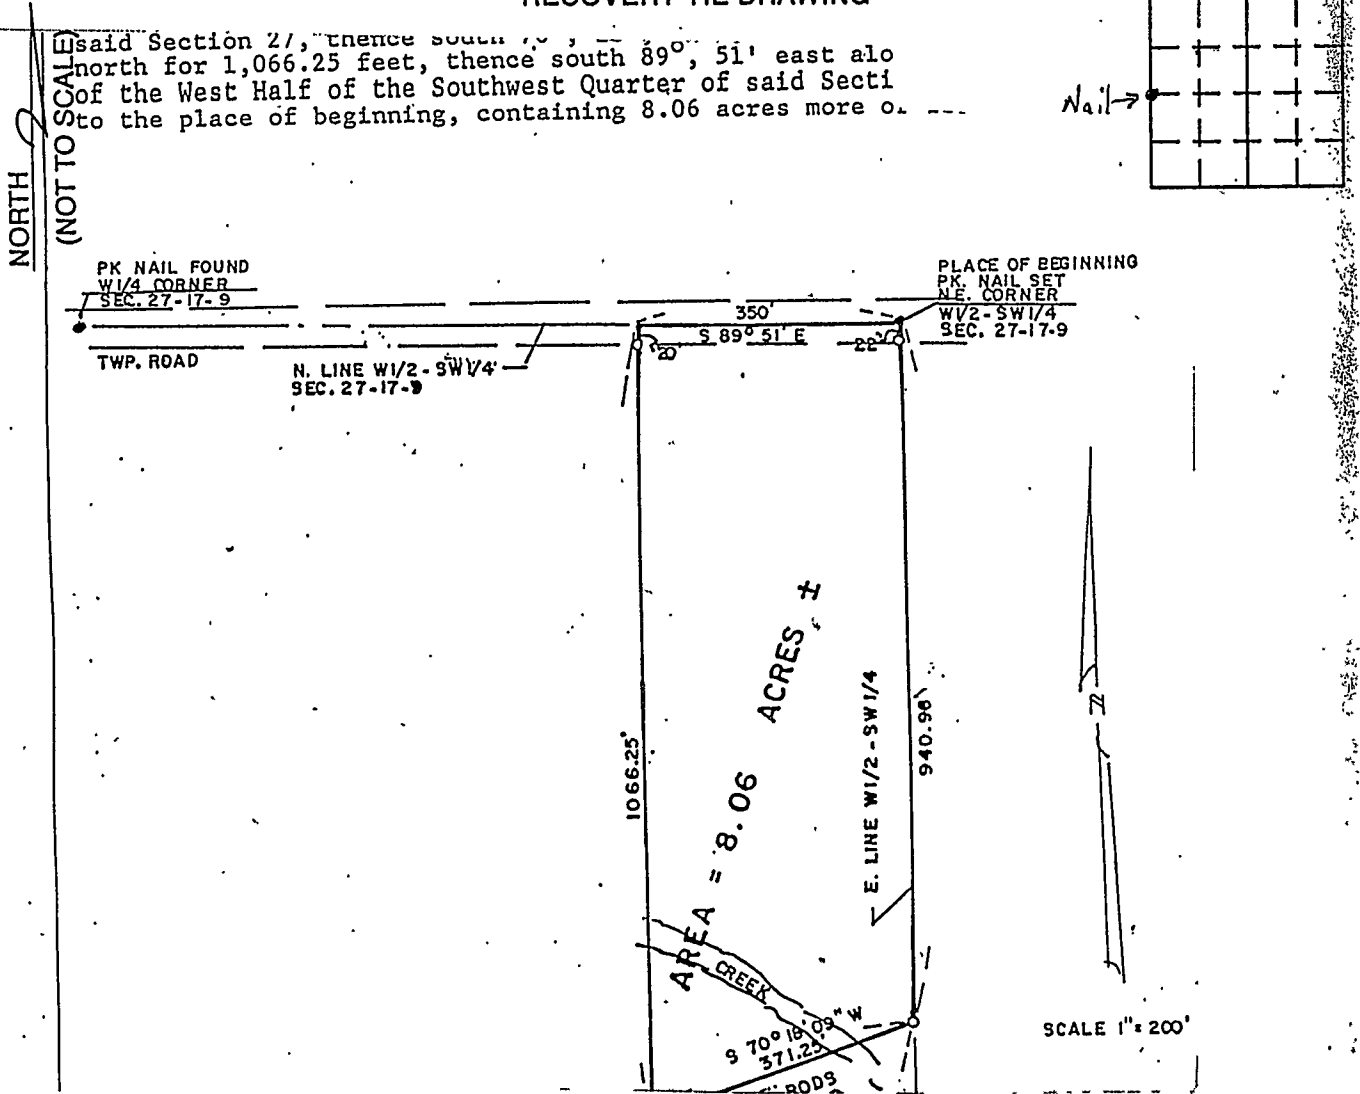 RECOVERY TIE DRAWING
said Section 27, thence south
north for 1,066.25 feet, thence south 89°, 51' east alo
of the West Half of the Southwest Quarter of said Secti
to the place of beginning, containing 8.06 acres more o
NORTH
(NOT TO SCALE)
Nail
PK NAIL FOUND
W1/4 CORNER
SEC. 27-17-9
TWP. ROAD
N. LINE W1/2 - SW1/4
SEC. 27-17-9
350'
S 89° 51' E
20'
22'
PLACE OF BEGINNING
PK. NAIL SET
N.E. CORNER
W1/2 - SW1/4
SEC. 27-17-9
1066.25'
AREA = 8.06 ACRES ±
E. LINE W1/2 - SW1/4
940.96'
N
CREEK
S 70° 18' 09" W
371.25'
RODS
SCALE 1" = 200'